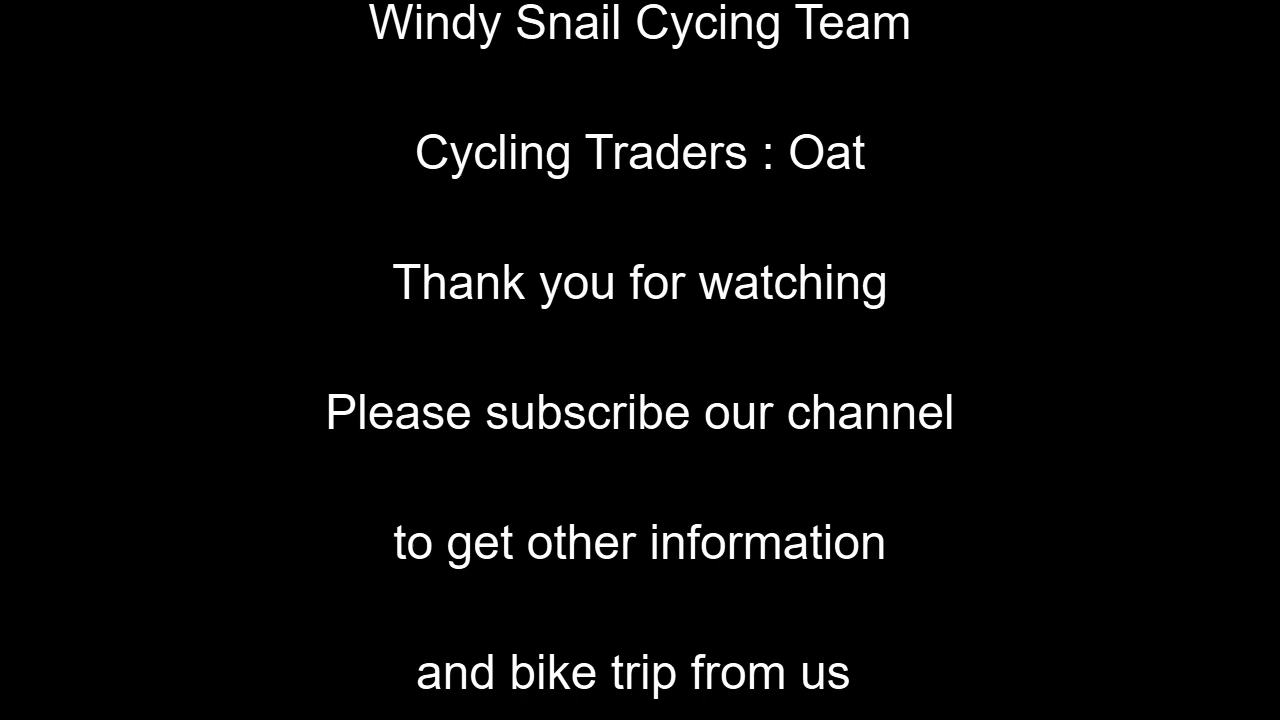 Windy Snail Cycing Team
Cycling Traders : Oat
Thank you for watching
Please subscribe our channel
to get other information
and bike trip from us